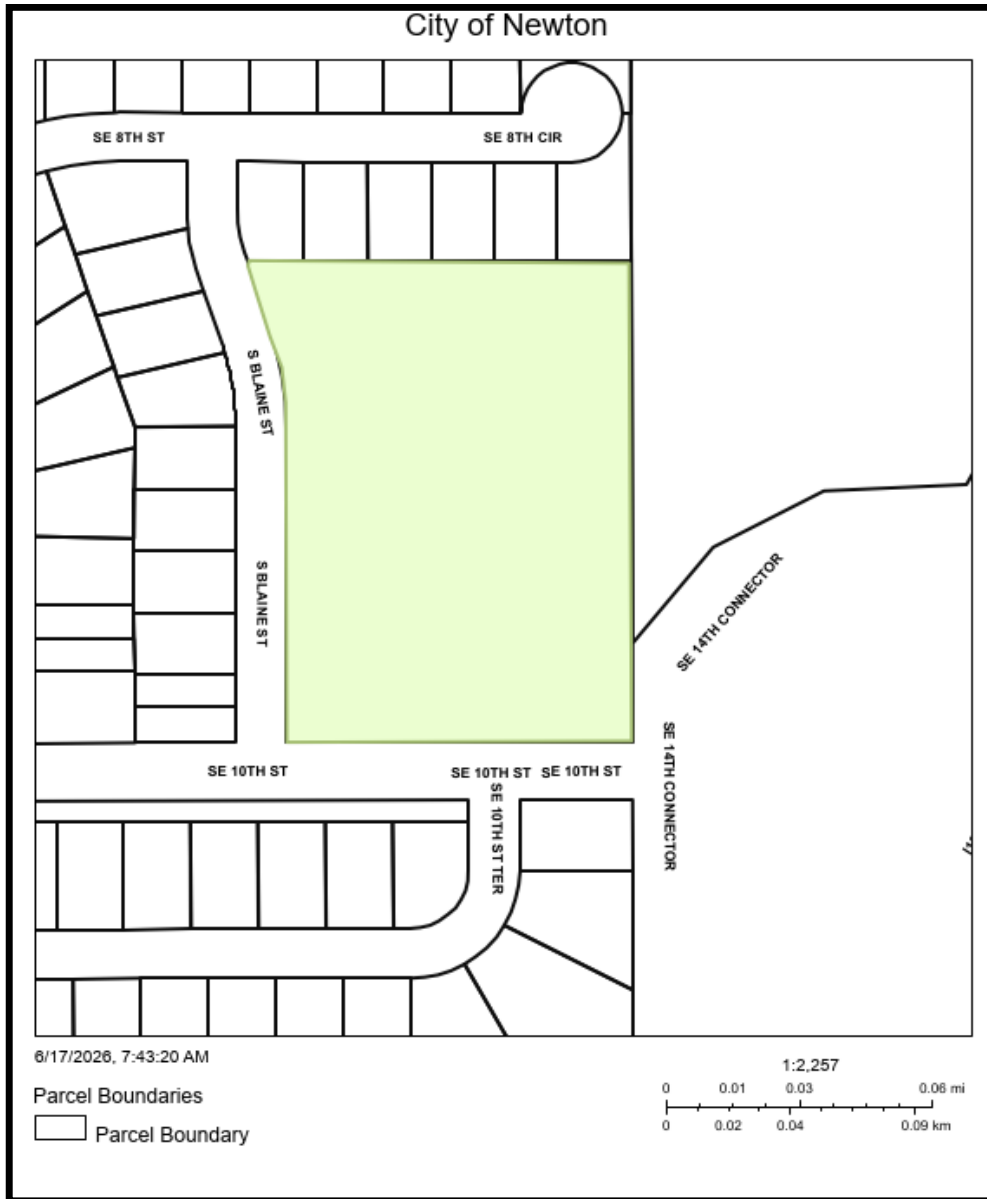 City of Newton
SE 8TH ST
SE 8TH CIR
S BLAINE ST
S BLAINE ST
SE 14TH CONNECTOR
SE 14TH CONNECTOR
SE 10TH ST
SE 10TH ST
SE 10TH ST
SE 10TH ST TER
6/17/2026, 7:43:20 AM
Parcel Boundaries
Parcel Boundary
1:2,257
0 0.01 0.03 0.06 mi
0 0.02 0.04 0.09 km